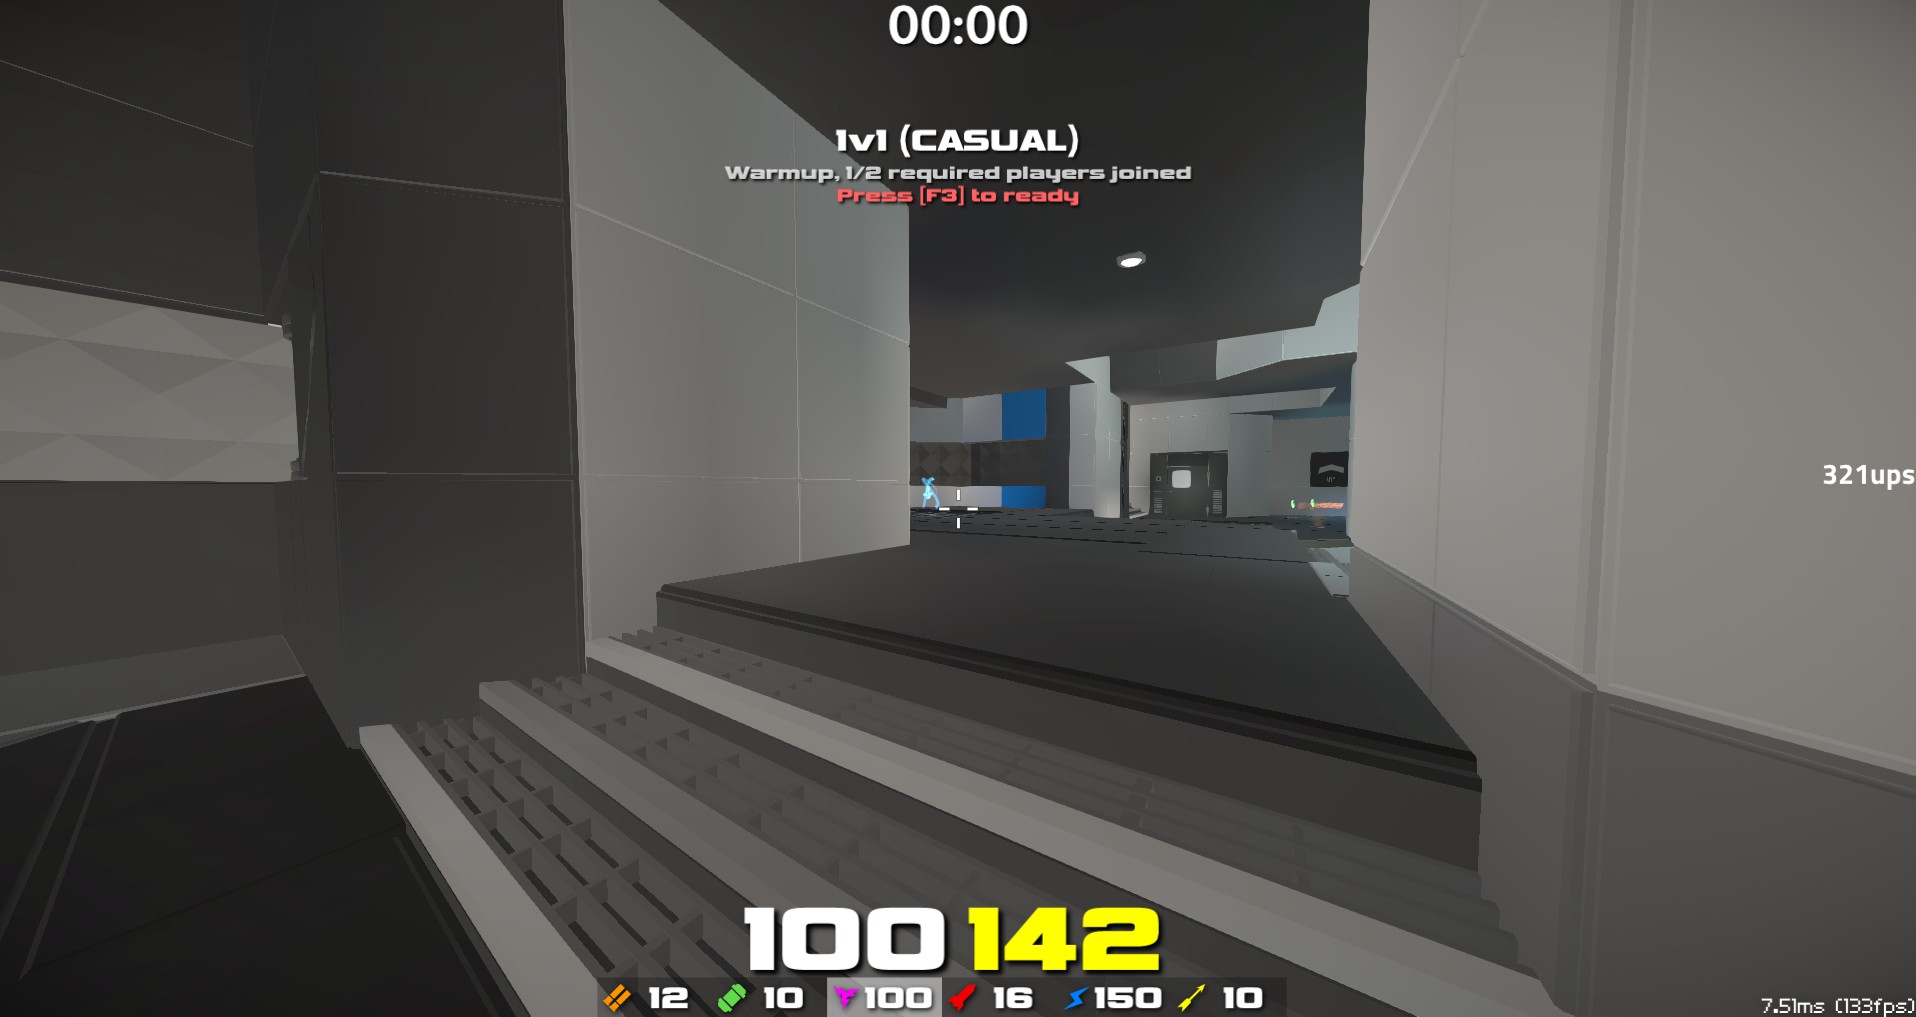 00:00
1v1 (CASUAL)
Warmup, 1/2 required players joined
Press [F3] to ready
321ups
100 142
12 10 100 16 150 10
7.51ms (133fps)